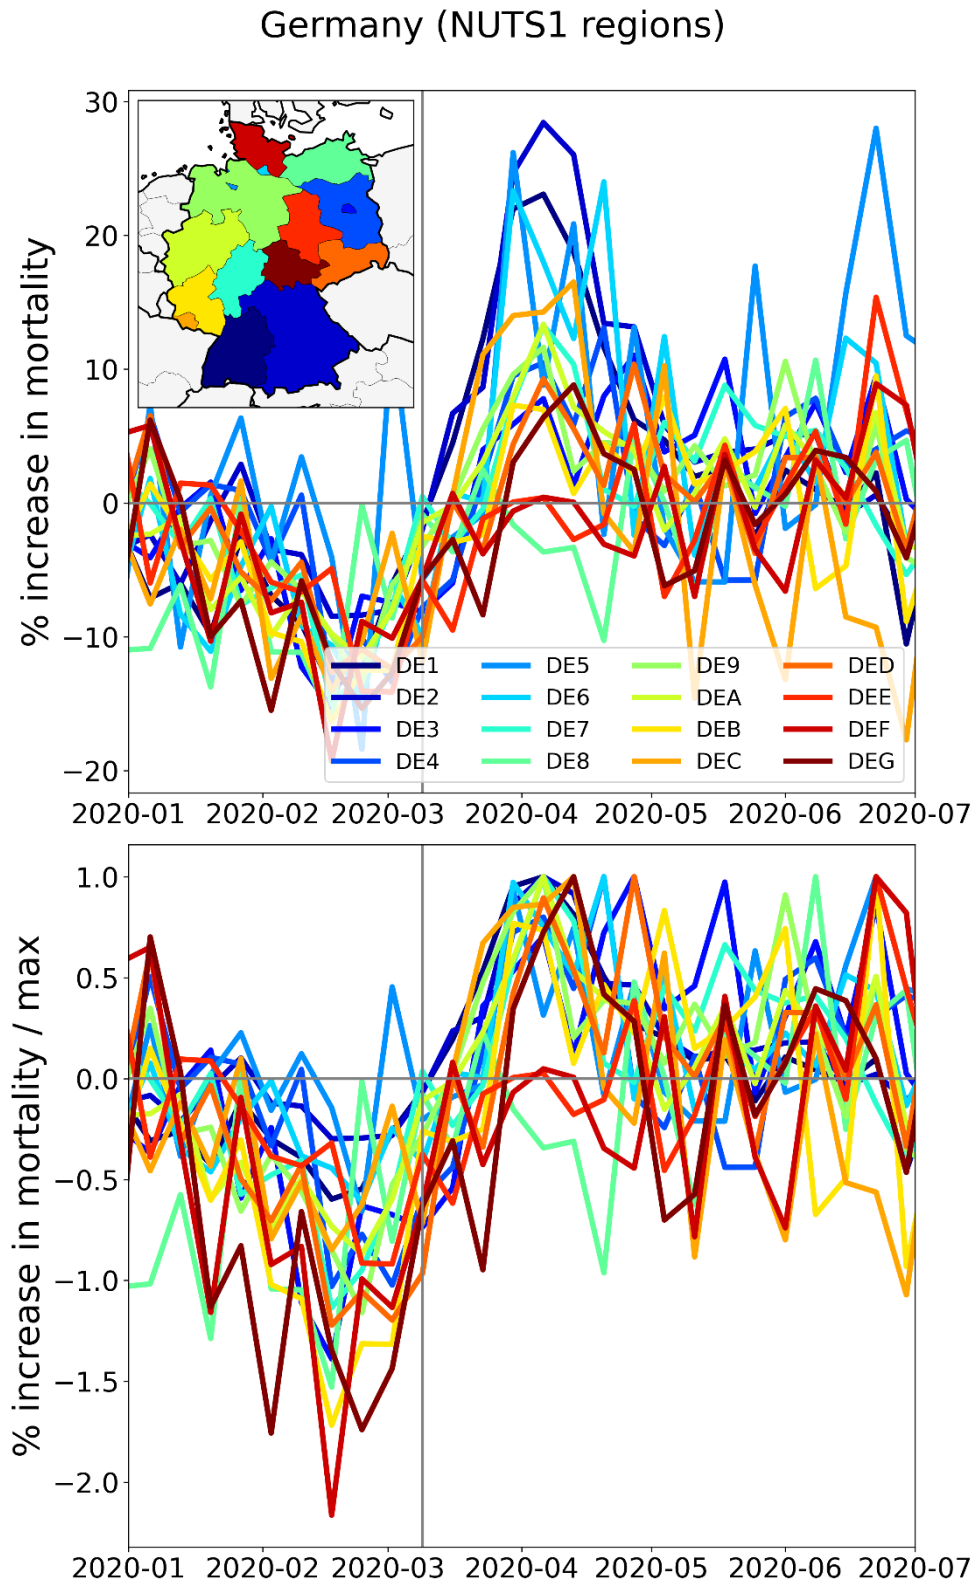 Germany (NUTS1 regions)
% increase in mortality
30
20
10
0
−10
−20
DE1 DE5 DE9 DED
DE2 DE6 DEA DEE
DE3 DE7 DEB DEF
DE4 DE8 DEC DEG
2020-01 2020-02 2020-03 2020-04 2020-05 2020-06 2020-07
% increase in mortality / max
1.0
0.5
0.0
−0.5
−1.0
−1.5
−2.0
2020-01 2020-02 2020-03 2020-04 2020-05 2020-06 2020-07